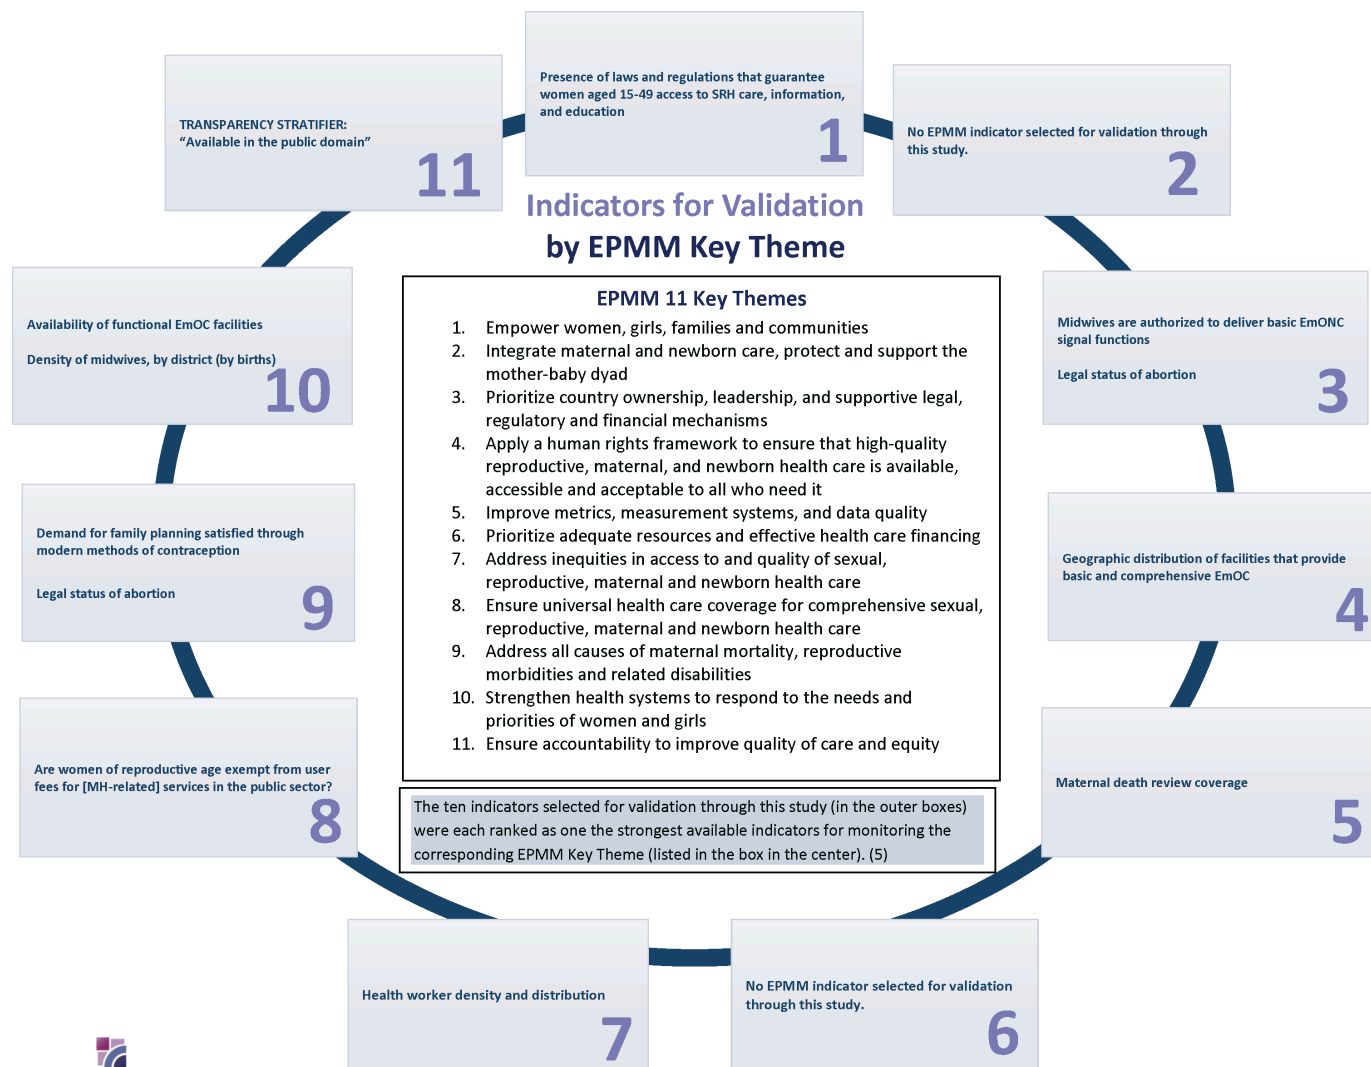 Presence of laws and regulations that guarantee
women aged 15-49 access to SRH care, information,
and education
1
No EPMM indicator selected for validation through
this study.
2
Midwives are authorized to deliver basic EmONC
signal functions
Legal status of abortion
3
Geographic distribution of facilities that provide
basic and comprehensive EmOC
4
Maternal death review coverage
5
No EPMM indicator selected for validation
through this study.
6
Health worker density and distribution
7
Are women of reproductive age exempt from user
fees for [MH-related] services in the public sector?
8
Demand for family planning satisfied through
modern methods of contraception
Legal status of abortion
9
Availability of functional EmOC facilities
Density of midwives, by district (by births)
10
TRANSPARENCY STRATIFIER:
“Available in the public domain”
11
Indicators for Validation
by EPMM Key Theme
EPMM 11 Key Themes
1. Empower women, girls, families and communities
2. Integrate maternal and newborn care, protect and support the
mother-baby dyad
3. Prioritize country ownership, leadership, and supportive legal,
regulatory and financial mechanisms
4. Apply a human rights framework to ensure that high-quality
reproductive, maternal, and newborn health care is available,
accessible and acceptable to all who need it
5. Improve metrics, measurement systems, and data quality
6. Prioritize adequate resources and effective health care financing
7. Address inequities in access to and quality of sexual,
reproductive, maternal and newborn health care
8. Ensure universal health care coverage for comprehensive sexual,
reproductive, maternal and newborn health care
9. Address all causes of maternal mortality, reproductive
morbidities and related disabilities
10. Strengthen health systems to respond to the needs and
priorities of women and girls
11. Ensure accountability to improve quality of care and equity
The ten indicators selected for validation through this study (in the outer boxes)
were each ranked as one the strongest available indicators for monitoring the
corresponding EPMM Key Theme (listed in the box in the center). (5)